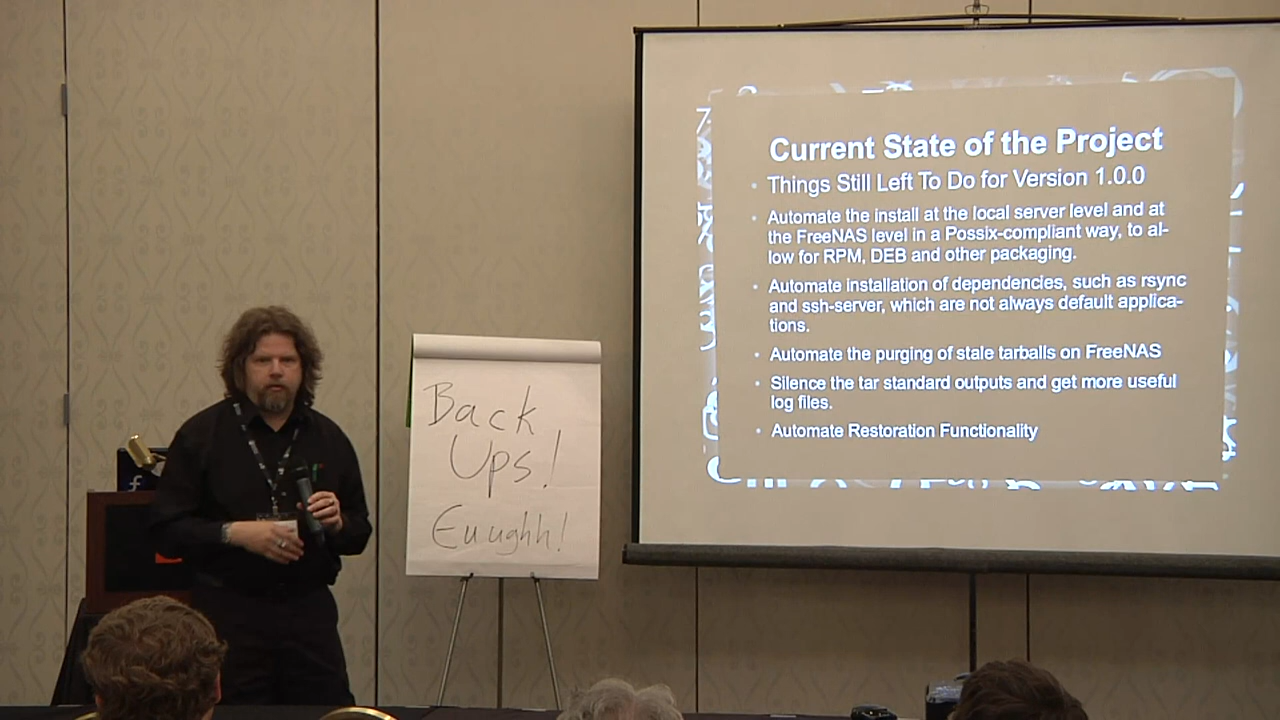 Current State of the Project
• Things Still Left To Do for Version 1.0.0
• Automate the install at the local server level and at
the FreeNAS level in a Possix-compliant way, to al-
low for RPM, DEB and other packaging.
• Automate installation of dependencies, such as rsync
and ssh-server, which are not always default applica-
tions.
• Automate the purging of stale tarballs on FreeNAS
• Silence the tar standard outputs and get more useful
log files.
• Automate Restoration Functionality
Back
Ups!
Euughh!
f